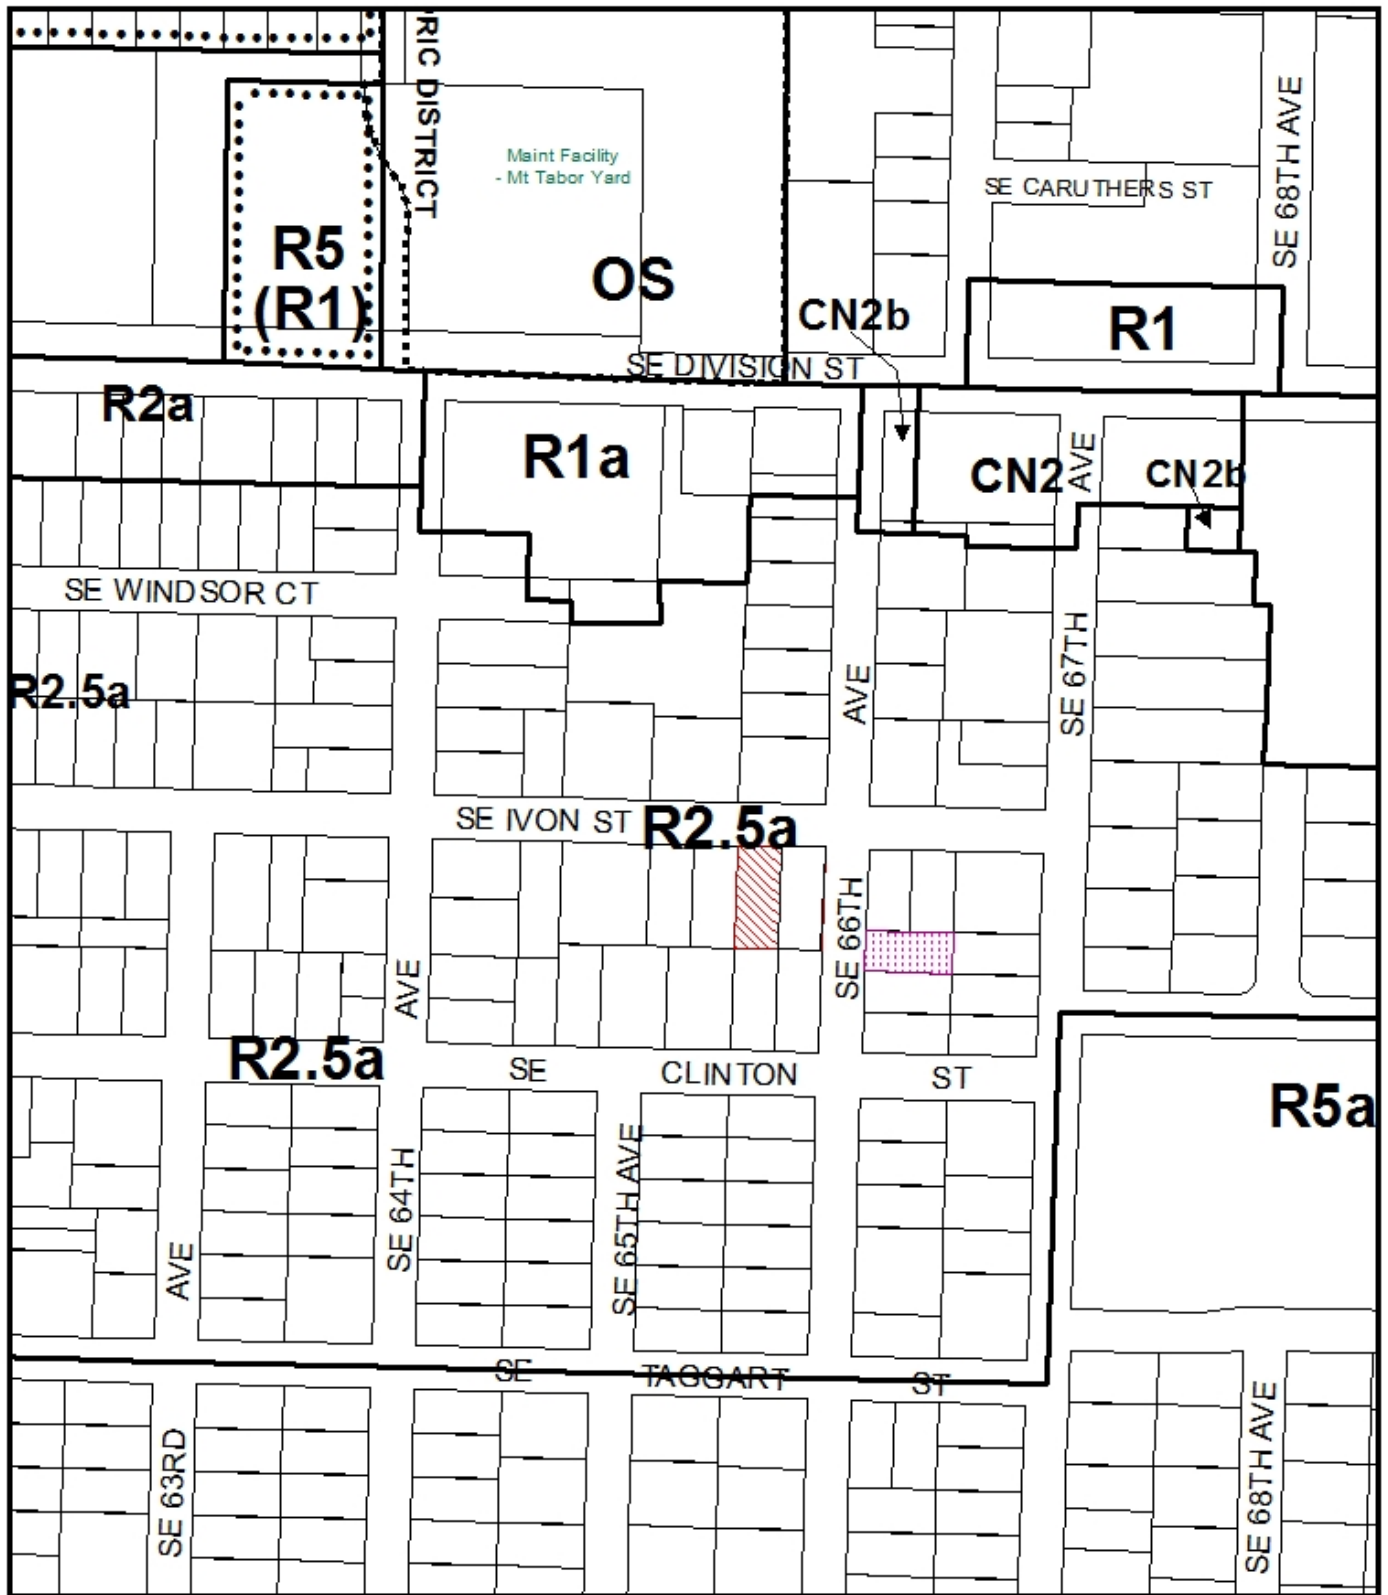 RIC DISTRICT
SE 68TH AVE
Maint Facility
- Mt Tabor Yard
SE CARUTHERS ST
R5
(R1)
OS
CN2b
R1
SE DIVISION ST
R2a
R1a
CN2
AVE
CN2b
SE WINDSOR CT
R2.5a
AVE
SE 67TH
SE IVON ST
R2.5a
SE 66TH
AVE
R2.5a
SE
CLINTON
ST
R5a
SE 64TH
SE 65TH AVE
AVE
SE
TAGGART
ST
SE 63RD
SE 68TH AVE